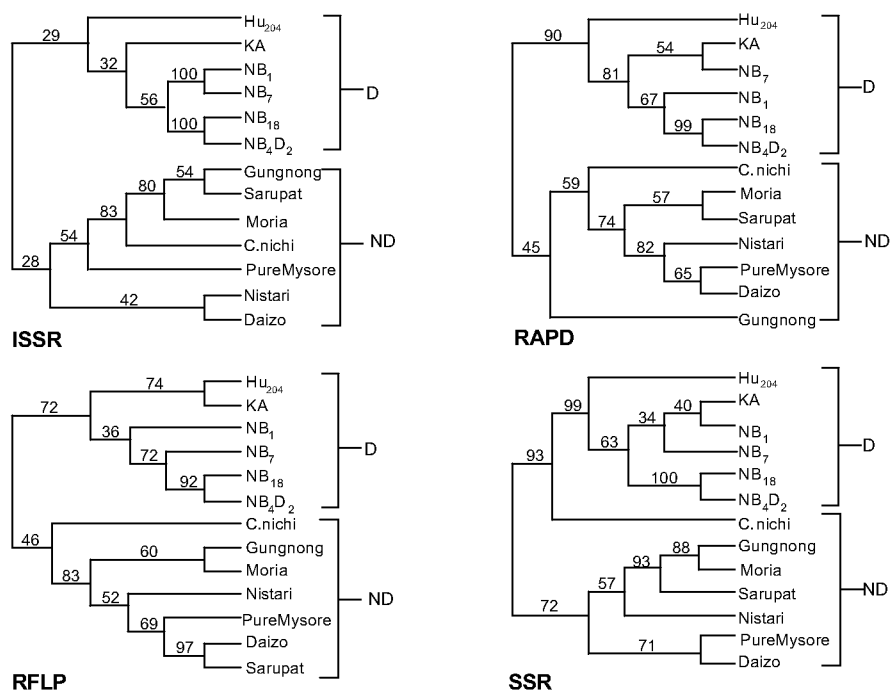 Hu204
29
KA
32
NB1
100
NB7
56
D
NB18
100
NB4D2
Gungnong
54
Sarupat
80
Moria
83
ND
C.nichi
54
PureMysore
28
Nistari
42
Daizo
ISSR
Hu204
90
KA
54
NB7
81
D
NB1
67
NB18
99
NB4D2
C.nichi
59
Moria
57
Sarupat
74
ND
Nistari
82
PureMysore
65
Daizo
45
Gungnong
RAPD
Hu204
74
KA
72
NB1
36
NB7
D
72
NB18
92
NB4D2
C.nichi
46
Gungnong
60
Moria
83
Nistari
52
ND
PureMysore
69
Daizo
97
Sarupat
RFLP
Hu204
99
KA
40
NB1
34
NB7
63
D
93
NB18
100
NB4D2
C.nichi
Gungnong
88
Moria
93
Sarupat
57
ND
Nistari
72
PureMysore
71
Daizo
SSR